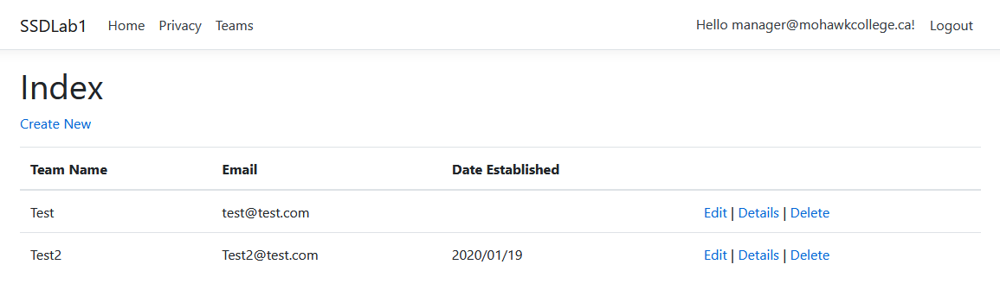 SSDLab1 Home Privacy Teams Hello manager@mohawkcollege.ca! Logout
Index
Create New
Team Name Email Date Established
Test test@test.com Edit | Details | Delete
Test2 Test2@test.com 2020/01/19 Edit | Details | Delete